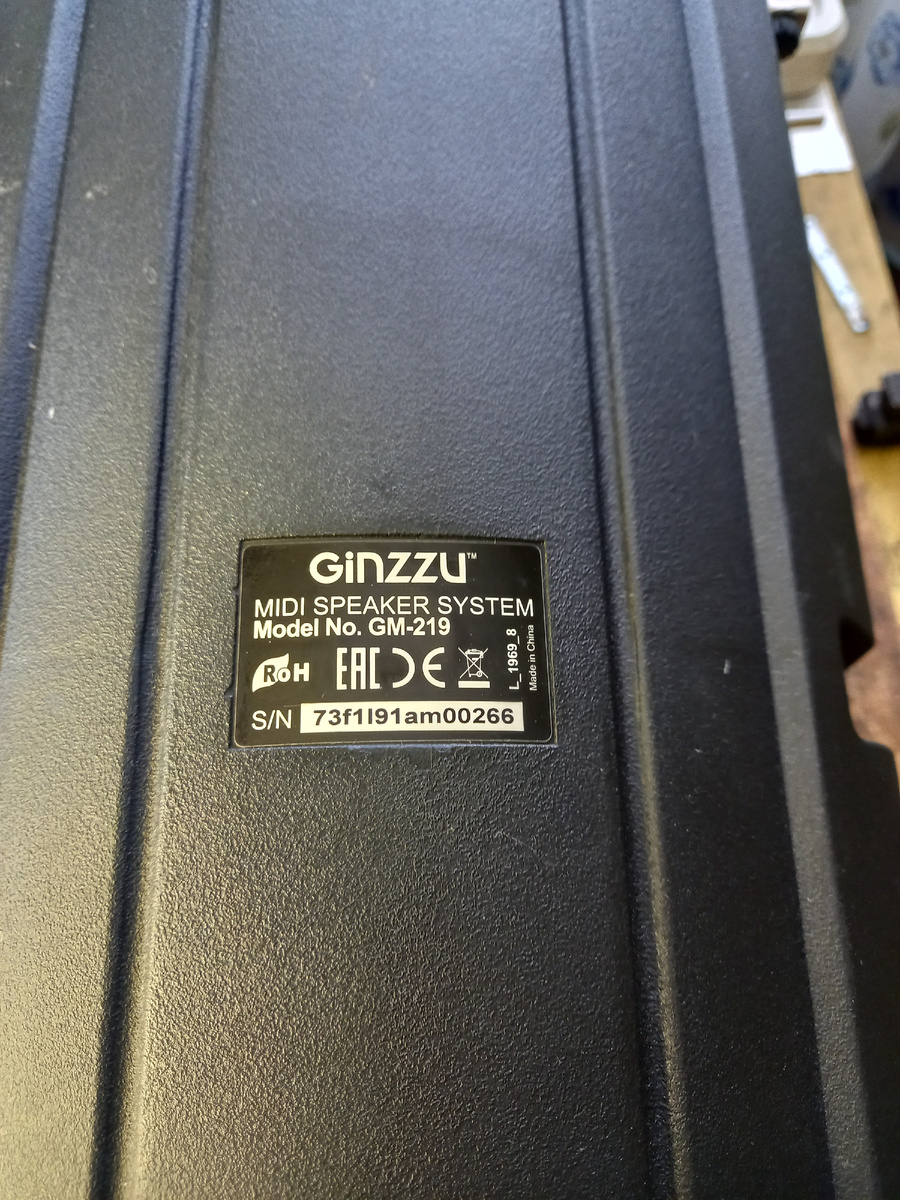 GiNZZU™
MIDI SPEAKER SYSTEM
Model No. GM-219
RoH
EAC CE
L_1969_8
Made in China
S/N 73f1l91am00266